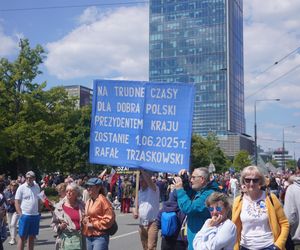 NA TRUDNE CZASY
DLA DOBRA POLSKI
PREZYDENTEM KRAJU
ZOSTANIE 1.06.2025 r.
RAFAŁ TRZASKOWSKI